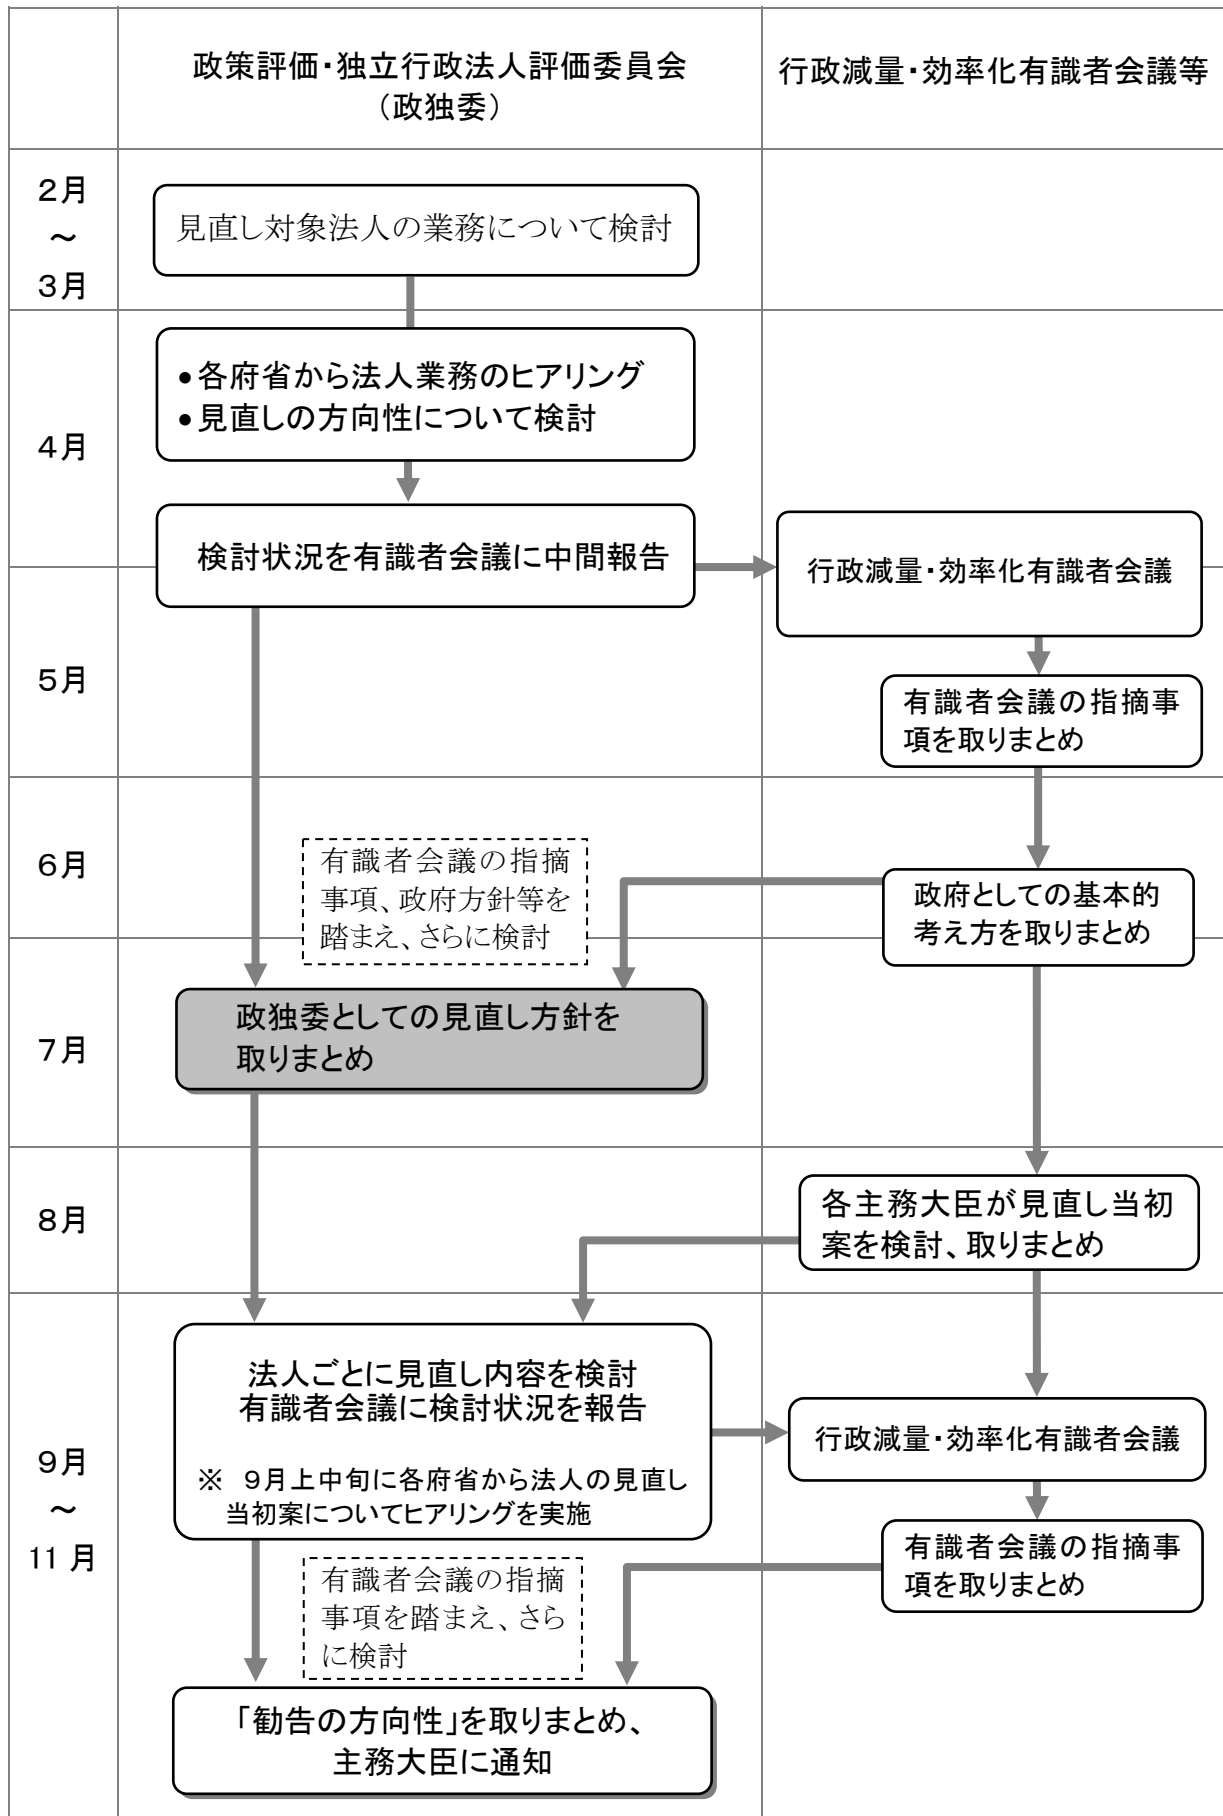 政策評価・独立行政法人評価委員会
（政独委）
行政減量・効率化有識者会議等
２月
～
３月
見直し対象法人の業務について検討
４月
●各府省から法人業務のヒアリング
●見直しの方向性について検討
検討状況を有識者会議に中間報告
行政減量・効率化有識者会議
５月
有識者会議の指摘事
項を取りまとめ
６月
有識者会議の指摘
事項、政府方針等を
踏まえ、さらに検討
政府としての基本的
考え方を取りまとめ
７月
政独委としての見直し方針を
取りまとめ
８月
各主務大臣が見直し当初
案を検討、取りまとめ
９月
～
11 月
法人ごとに見直し内容を検討
有識者会議に検討状況を報告
※　９月上中旬に各府省から法人の見直し
当初案についてヒアリングを実施
行政減量・効率化有識者会議
有識者会議の指摘事
項を取りまとめ
有識者会議の指摘
事項を踏まえ、さら
に検討
「勧告の方向性」を取りまとめ、
主務大臣に通知